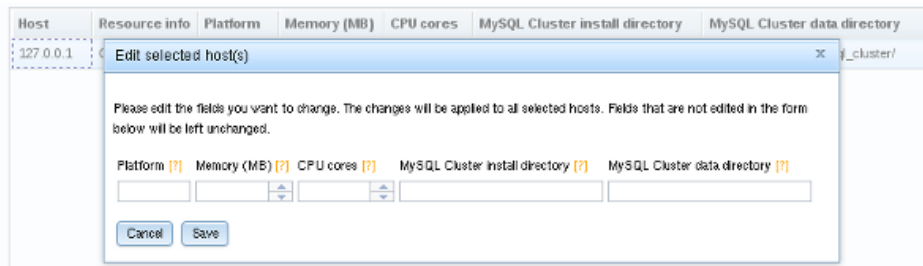 Host Resource info Platform Memory (MB) CPU cores MySQL Cluster install directory MySQL Cluster data directory
127.0.0.1
Edit selected host(s) x
Please edit the fields you want to change. The changes will be applied to all selected hosts. Fields that are not edited in the form
below will be left unchanged.
Platform [?] Memory (MB) [?] CPU cores [?] MySQL Cluster install directory [?] MySQL Cluster data directory [?]
Cancel Save